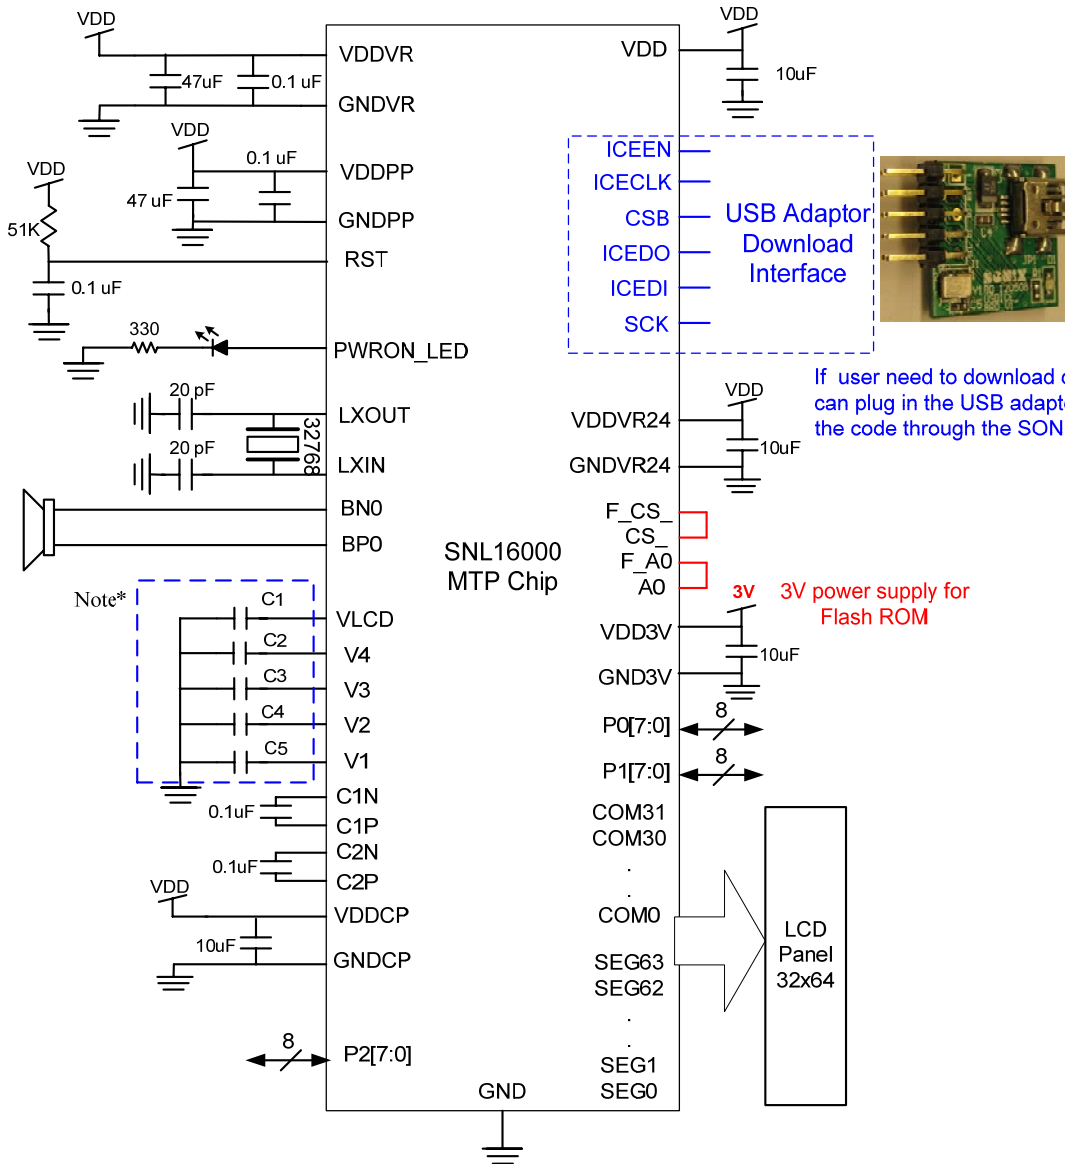 VDD
VDDVR
47uF
0.1 uF
GNDVR
VDD
0.1 uF
VDDPP
47 uF
GNDPP
VDD
51K
RST
0.1 uF
330
PWRON_LED
20 pF
LXOUT
32768
20 pF
LXIN
BN0
BP0
SNL16000
MTP Chip
Note*
C1
VLCD
C2
V4
C3
V3
C4
V2
C5
V1
C1N
0.1uF
C1P
C2N
0.1uF
C2P
VDD
VDDCP
10uF
GNDCP
8
P2[7:0]
GND
VDD
VDD
10uF
ICEEN
ICECLK
CSB
ICEDO
ICEDI
SCK
USB Adaptor
Download
Interface
If user need to download
can plug in the USB
the code through the
VDD
VDDVR24
10uF
GNDVR24
F_CS_
CS_
F_A0
A0
3V
3V power supply for
Flash ROM
VDD3V
10uF
GND3V
P0[7:0]
8
P1[7:0]
8
COM31
COM30
.
.
COM0
SEG63
SEG62
.
.
SEG1
SEG0
LCD
Panel
32x64